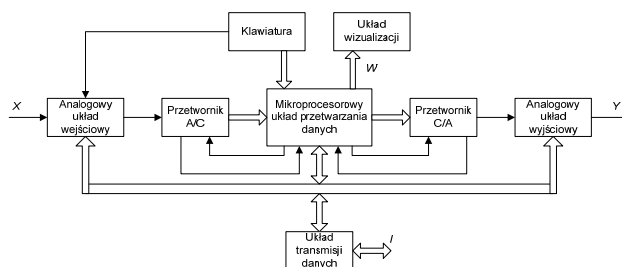 Klawiatura
Układ
wizualizacji
W
X
Analogowy
układ
wejściowy
Przetwornik
A/C
Mikroprocesorowy
układ przetwarzania
danych
Przetwornik
C/A
Analogowy
układ
wyjściowy
Y
Układ
transmisji
danych
I